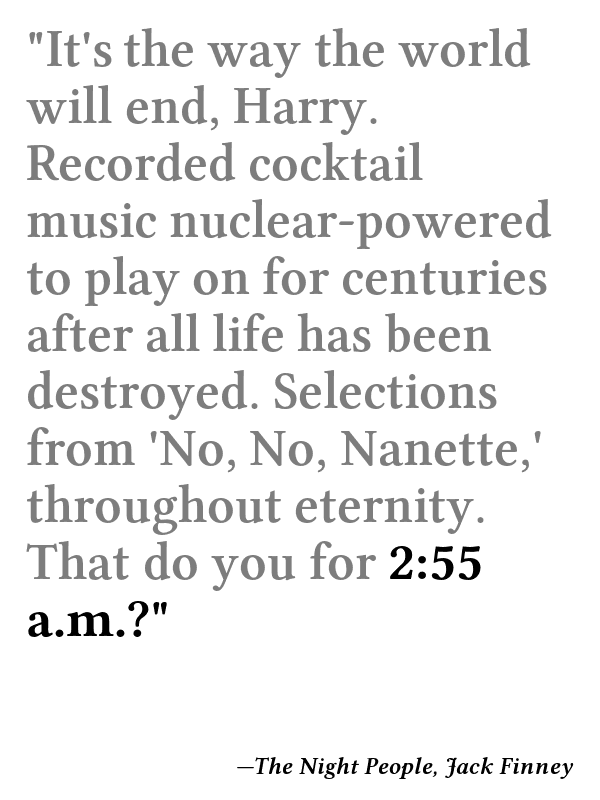 "It's the way the world
will end, Harry.
Recorded cocktail
music nuclear-powered
to play on for centuries
after all life has been
destroyed. Selections
from 'No, No, Nanette,'
throughout eternity.
That do you for 2:55
a.m.?"
—The Night People, Jack Finney